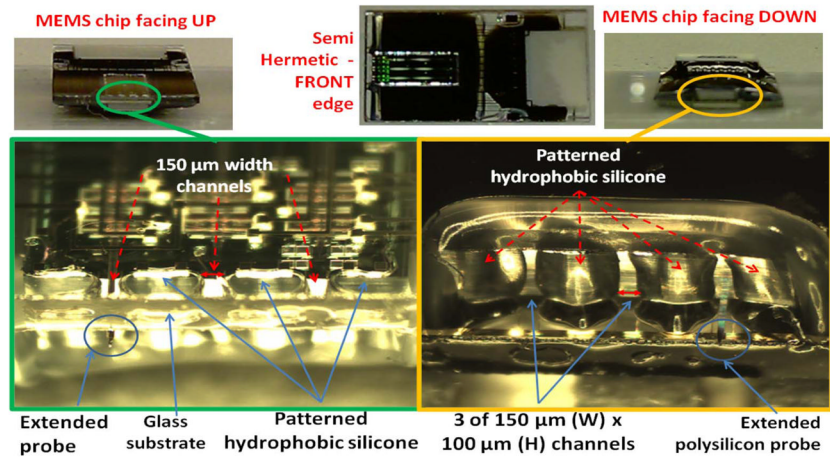 MEMS chip facing UP
Semi
Hermetic -
FRONT
edge
MEMS chip facing DOWN
150 µm width
channels
Patterned
hydrophobic silicone
Extended
probe
Glass
substrate
Patterned
hydrophobic silicone
3 of 150 µm (W) x
100 µm (H) channels
Extended
polysilicon probe